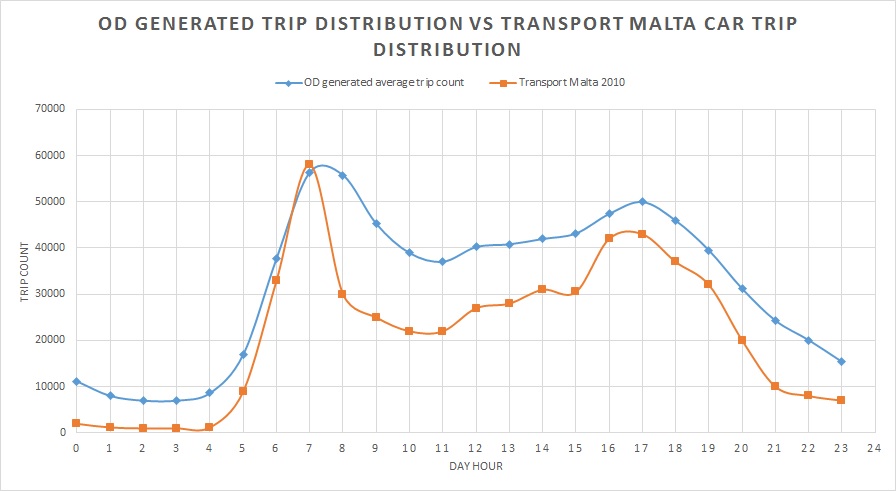 OD GENERATED TRIP DISTRIBUTION VS TRANSPORT MALTA CAR TRIP
DISTRIBUTION
OD generated average trip count Transport Malta 2010
70000
60000
50000
40000
30000
20000
10000
0
TRIP COUNT
0 1 2 3 4 5 6 7 8 9 10 11 12 13 14 15 16 17 18 19 20 21 22 23 24
DAY HOUR